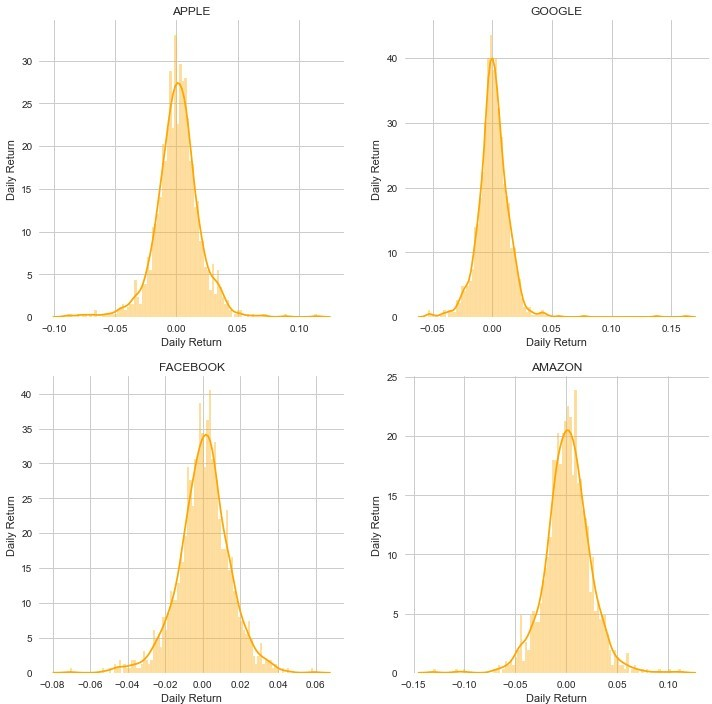 APPLE
Daily Return
30
25
20
15
10
5
0
−0.10 −0.05 0.00 0.05 0.10
Daily Return
GOOGLE
Daily Return
40
30
20
10
0
−0.05 0.00 0.05 0.10 0.15
Daily Return
FACEBOOK
Daily Return
40
35
30
25
20
15
10
5
0
−0.08 −0.06 −0.04 −0.02 0.00 0.02 0.04 0.06
Daily Return
AMAZON
Daily Return
25
20
15
10
5
0
−0.15 −0.10 −0.05 0.00 0.05 0.10
Daily Return